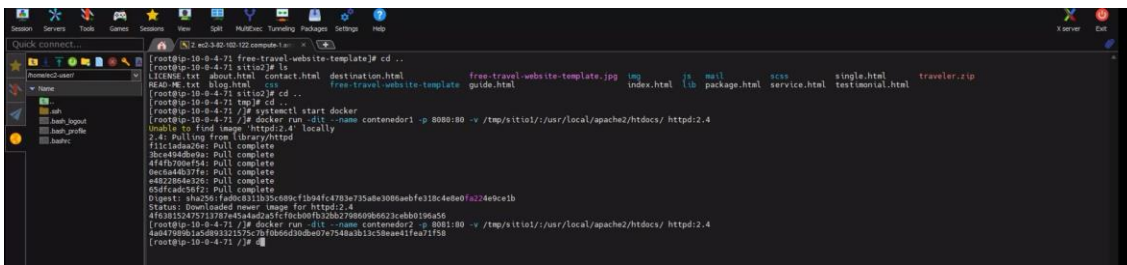 Session Servers Tools Games Sessions View Split MultiExec Tunneling Packages Settings Help X server Exit
Quick connect...
2. ec2-3-82-102-122.compute-1.am
/home/ec2-user/
Name
..
.ssh
.bash_logout
.bash_profile
.bashrc
[root@ip-10-0-4-71 free-travel-website-template]# cd ..
[root@ip-10-0-4-71 sitio2]# ls
LICENSE.txt about.html contact.html destination.html free-travel-website-template.jpg img js mail scss single.html traveler.zip
READ-ME.txt blog.html css free-travel-website-template guide.html index.html lib package.html service.html testimonial.html
[root@ip-10-0-4-71 sitio2]# cd ..
[root@ip-10-0-4-71 tmp]# cd ..
[root@ip-10-0-4-71 /]# systemctl start docker
[root@ip-10-0-4-71 /]# docker run -dit --name contenedor1 -p 8080:80 -v /tmp/sitio1/:/usr/local/apache2/htdocs/ httpd:2.4
Unable to find image 'httpd:2.4' locally
2.4: Pulling from library/httpd
f11c1adaa26e: Pull complete
3bce494dbe9a: Pull complete
4f4fb700ef54: Pull complete
0ec6a44b37fe: Pull complete
e4822864e326: Pull complete
65dfcadc56f2: Pull complete
Digest: sha256:fad0c8311b35c689cf1b94fc4783e735a8e3086aebfe318c4e8e0fa224e9ce1b
Status: Downloaded newer image for httpd:2.4
4f638152475713787e45a4ad2a5fcf0cb00fb32bb2798609b6623cebb0196a56
[root@ip-10-0-4-71 /]# docker run -dit --name contenedor2 -p 8081:80 -v /tmp/sitio1/:/usr/local/apache2/htdocs/ httpd:2.4
4a047989b1a5d893321575c7bf0b66d30dbe07e7548a3b13c58eae41fea71f58
[root@ip-10-0-4-71 /]# d